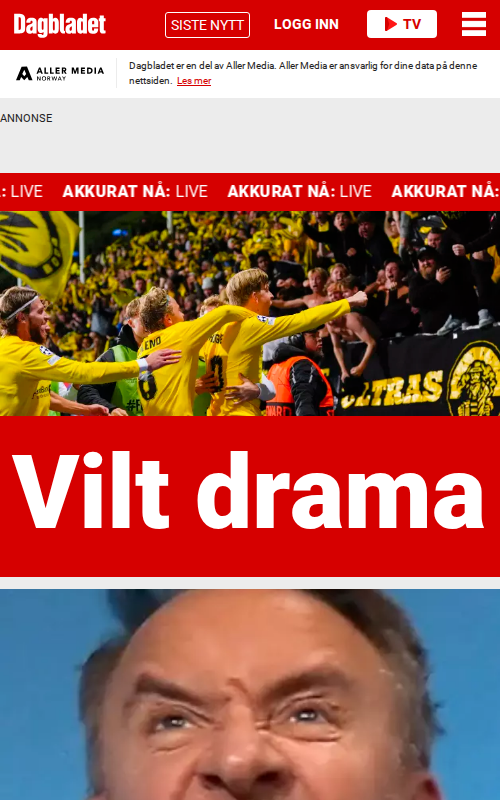 Dagbladet
SISTE NYTT
LOGG INN
TV
ALLER MEDIA
NORWAY
Dagbladet er en del av Aller Media. Aller Media er ansvarlig for dine data på denne
nettsiden. Les mer
ANNONSE
: LIVE AKKURAT NÅ: LIVE AKKURAT NÅ: LIVE AKKURAT NÅ:
ULTRAS
Vilt drama